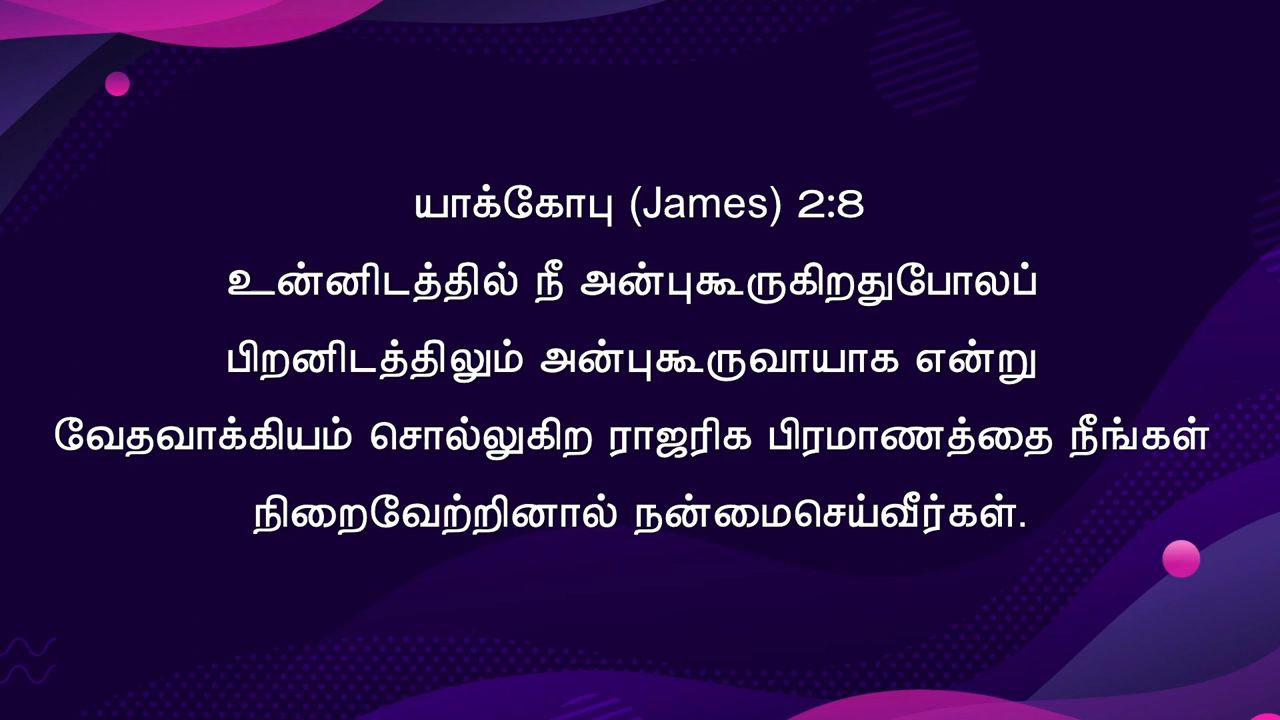 யாக்கோபு (James) 2:8
உன்னிடத்தில் நீ அன்புகூருகிறதுபோலப்
பிறனிடத்திலும் அன்புகூருவாயாக என்று
வேதவாக்கியம் சொல்லுகிற ராஜரிக பிரமாணத்தை நீங்கள்
நிறைவேற்றினால் நன்மைசெய்வீர்கள்.